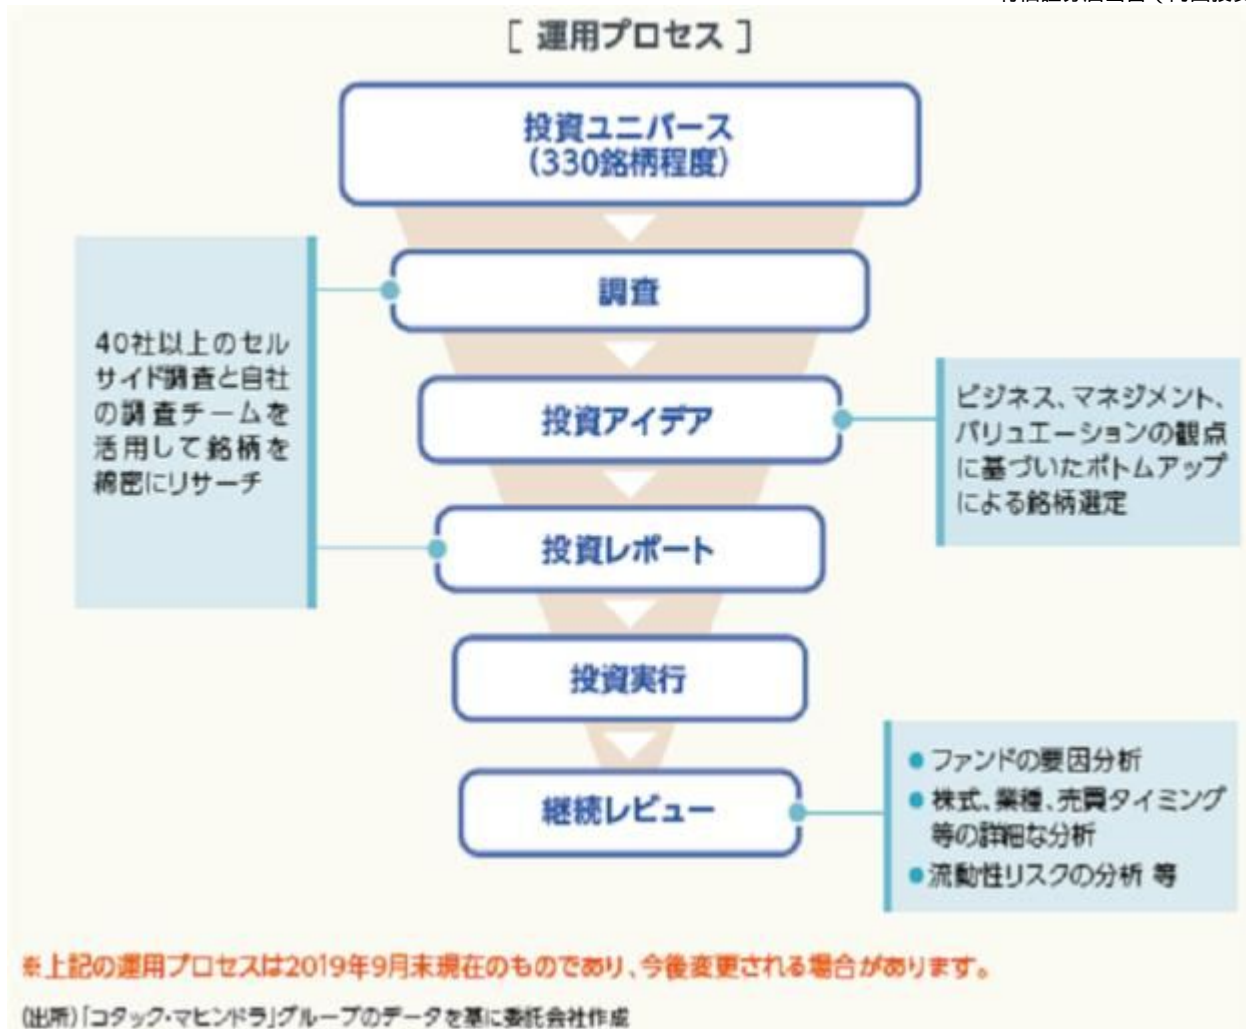 [ 運用プロセス ]
投資ユニバース
(330銘柄程度)
調査
40社以上のセル
サイド調査と自社
の調査チームを
活用して銘柄を
綿密にリサーチ
投資アイデア
ビジネス、マネジメント、
バリュエーションの観点
に基づいたボトムアップ
による銘柄選定
投資レポート
投資実行
継続レビュー
●ファンドの要因分析
●株式、業種、売買タイミング
等の詳細な分析
●流動性リスクの分析 等
※上記の運用プロセスは2019年9月末現在のものであり、今後変更される場合があります。
(出所)「コタック・マヒンドラ」グループのデータを基に委託会社作成